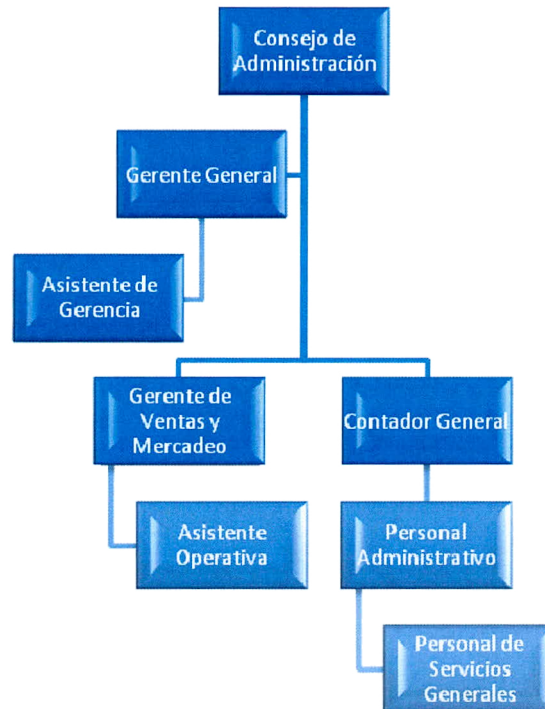 Consejo de
Administración
Gerente General
Asistente de
Gerencia
Gerente de
Ventas y
Mercadeo
Contador General
Asistente
Operativa
Personal
Administrativo
Personal de
Servicios
Generales